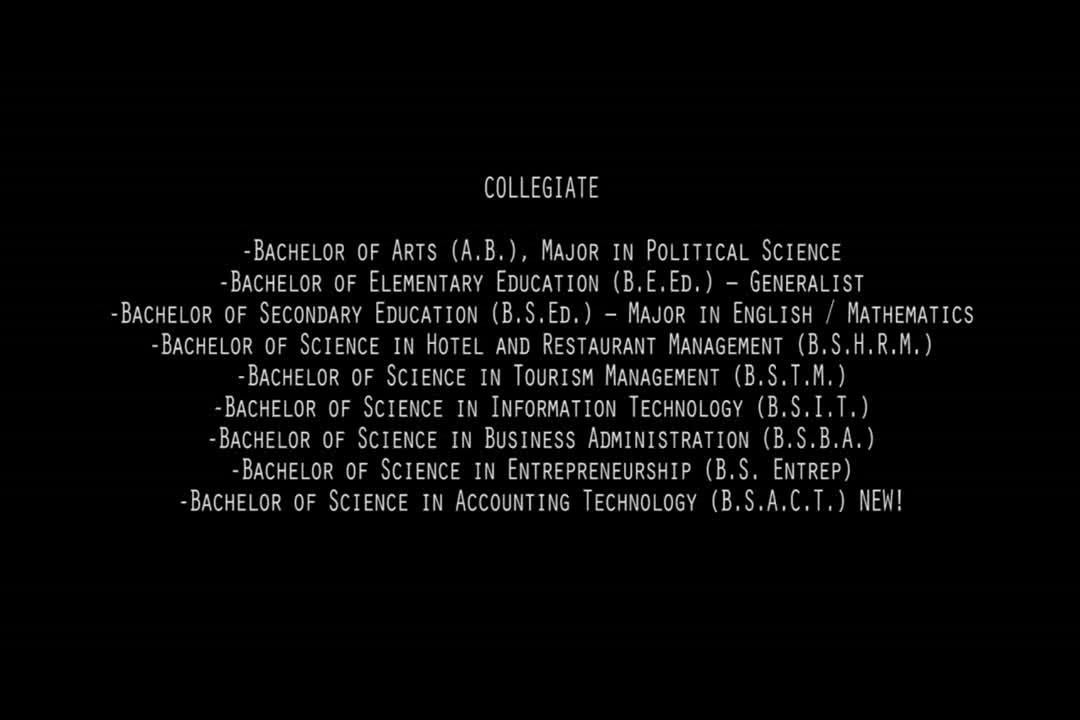 COLLEGIATE
-Bachelor of Arts (A.B.), Major in Political Science
-Bachelor of Elementary Education (B.E.Ed.) – Generalist
-Bachelor of Secondary Education (B.S.Ed.) – Major in English / Mathematics
-Bachelor of Science in Hotel and Restaurant Management (B.S.H.R.M.)
-Bachelor of Science in Tourism Management (B.S.T.M.)
-Bachelor of Science in Information Technology (B.S.I.T.)
-Bachelor of Science in Business Administration (B.S.B.A.)
-Bachelor of Science in Entrepreneurship (B.S. Entrep)
-Bachelor of Science in Accounting Technology (B.S.A.C.T.) NEW!